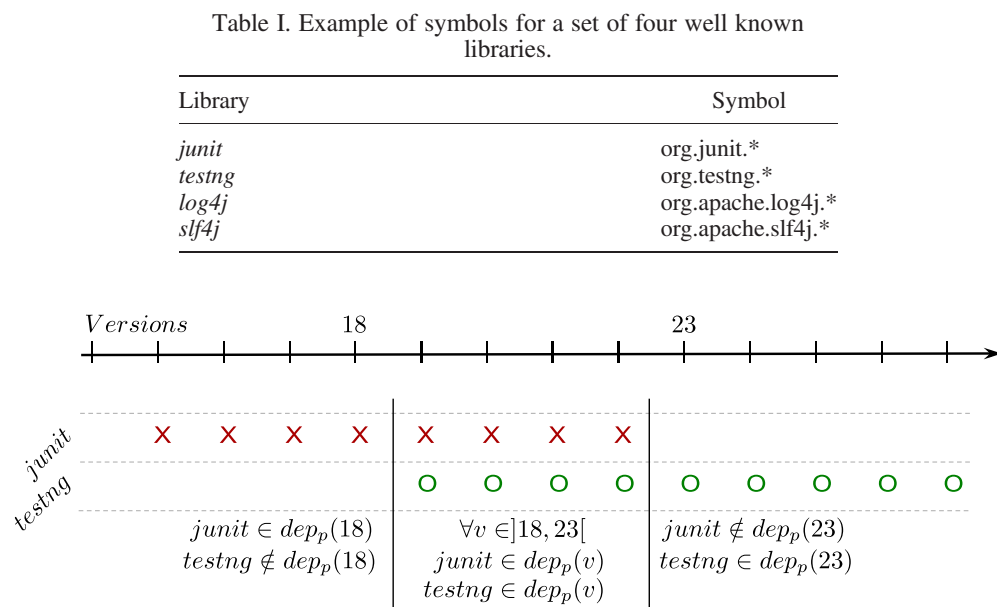 Table I. Example of symbols for a set of four well known
libraries.
Library Symbol
junit org.junit.*
testng org.testng.*
log4j org.apache.log4j.*
slf4j org.apache.slf4j.*
Versions 18 23
junit X X X X X X X X
testng O O O O O O O O O
junit ∈ dep_p(18) ∀v ∈]18, 23[ junit ∉ dep_p(23)
testng ∉ dep_p(18) junit ∈ dep_p(v) testng ∈ dep_p(23)
testng ∈ dep_p(v)